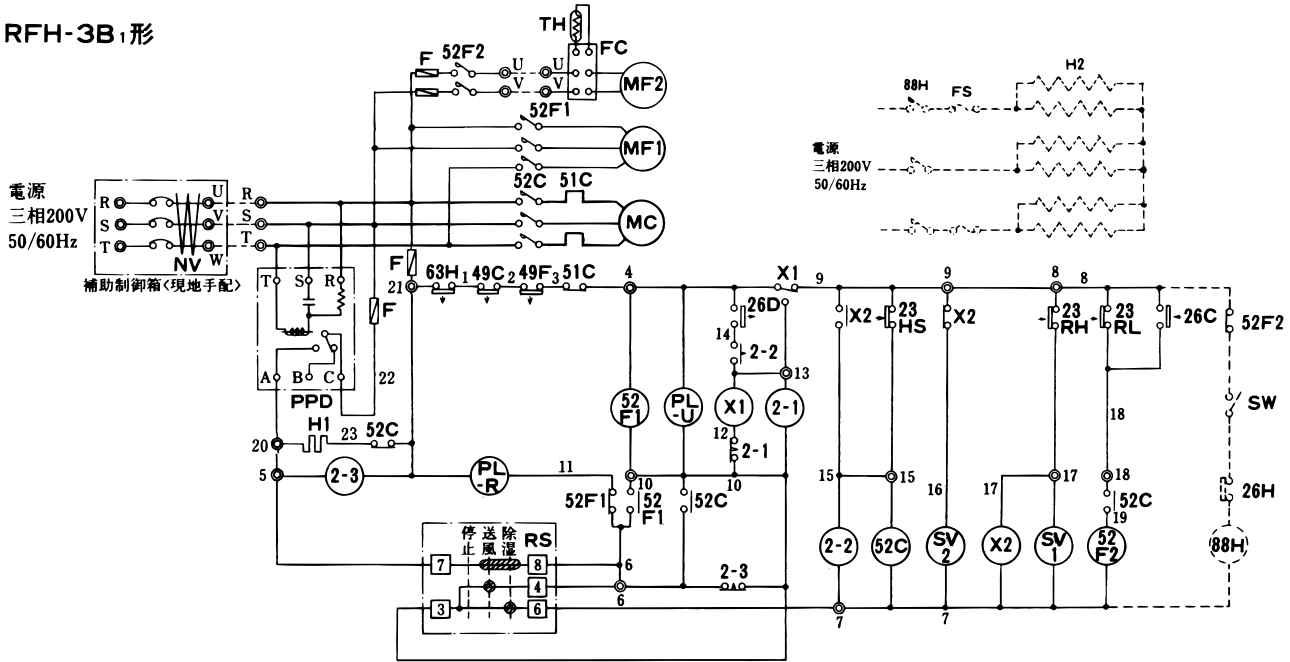 RFH-3B₁形
TH
FC
F
52F2
U
U
V
V
MF2
52F1
MF1
88H
FS
H2
電源
三相200V
50/60Hz
電源
三相200V
50/60Hz
R
S
T
U
V
W
NV
R
S
T
補助制御箱〈現地手配〉
52C
51C
MC
F
F
T
S
R
A
B
C
PPD
22
21
63H
1
49C
2
49F
3
51C
4
X1
9
9
8
8
26D
14
2-2
13
X2
23
HS
X2
23
RH
23
RL
26C
52F2
52
F1
PL
-U
X1
2-1
12
2-1
SW
H1
23
52C
20
5
2-3
PL
-R
11
10
10
15
15
16
17
17
18
18
52F1
52
F1
52C
52C
19
26H
停止
送風
除湿
RS
7
8
6
4
6
3
6
2-3
2-2
52C
SV
2
X2
SV
1
52
F2
88H
7
7